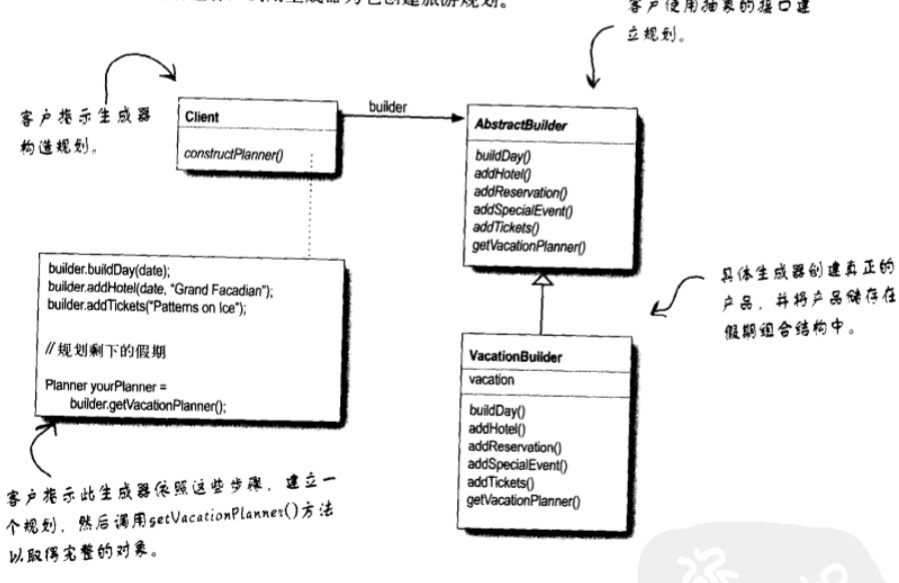 生成器为它创建旅游规划。
客户使用抽象的接口建
立规划。
客户指示生成器
构造规划。
Client
constructPlanner()
builder
AbstractBuilder
buildDay()
addHotel()
addReservation()
addSpecialEvent()
addTickets()
getVacationPlanner()
builder.buildDay(date);
builder.addHotel(date, "Grand Facadian");
builder.addTickets("Patterns on Ice");
//规划剩下的假期
Planner yourPlanner =
builder.getVacationPlanner();
具体生成器创建真正的
产品，并将产品储存在
假期组合结构中。
VacationBuilder
vacation
buildDay()
addHotel()
addReservation()
addSpecialEvent()
addTickets()
getVacationPlanner()
客户指示此生成器依照这些步骤，建立一
个规划，然后调用getVacationPlanner()方法
以取得完整的对象。